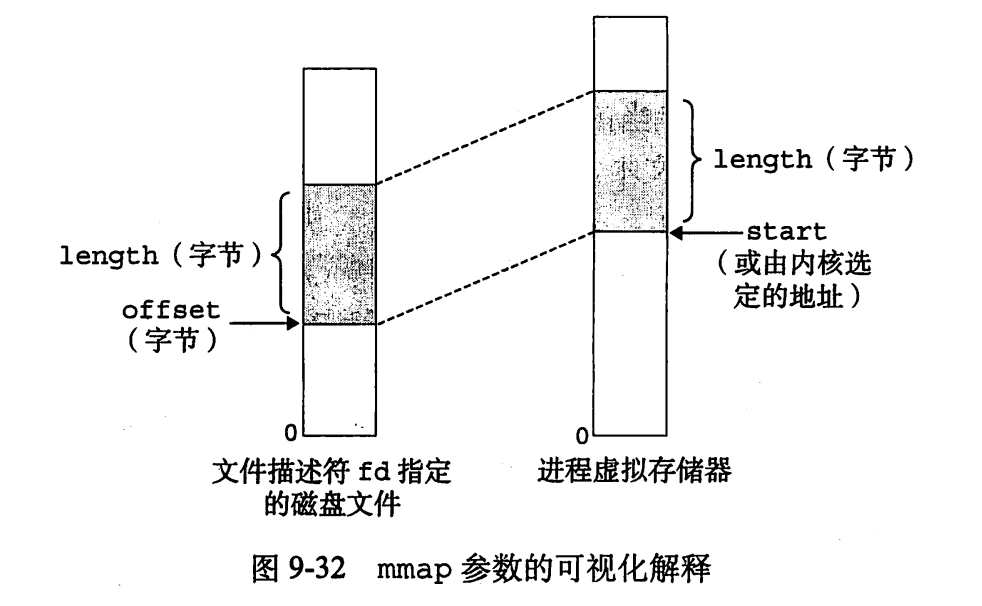 length（字节）
start
（或由内核选
定的地址）
length（字节）
offset
（字节）
0
0
文件描述符 fd 指定
的磁盘文件
进程虚拟存储器
图 9-32 mmap 参数的可视化解释